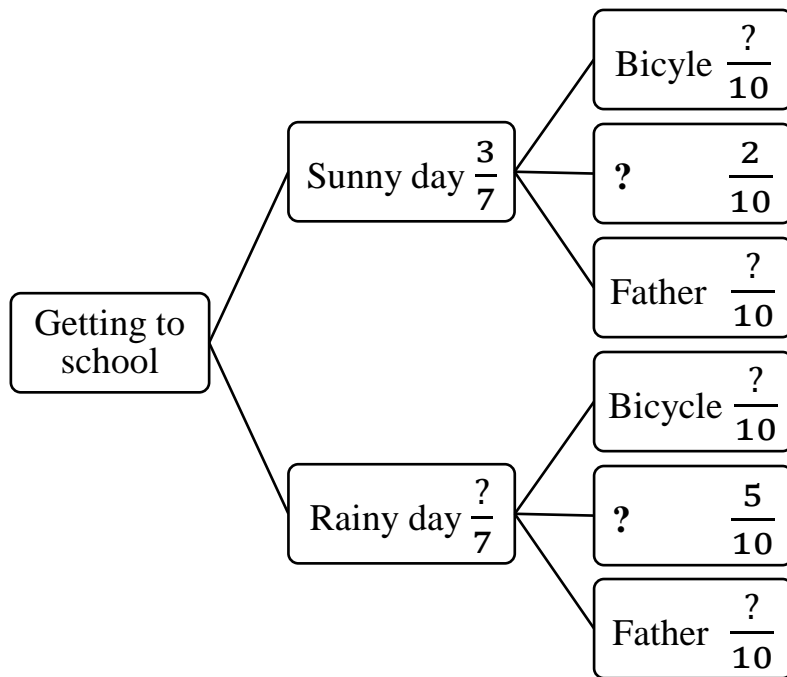 Bicyle ?/10
Sunny day 3/7
? 2/10
Father ?/10
Getting to
school
Bicycle ?/10
Rainy day ?/7
? 5/10
Father ?/10